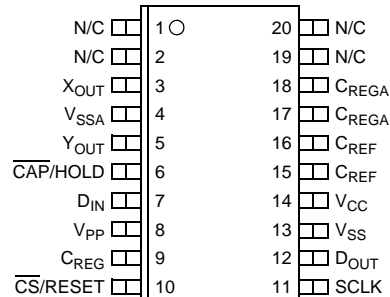 N/C 1 20 N/C
N/C 2 19 N/C
XOUT 3 18 CREGA
VSSA 4 17 CREGA
YOUT 5 16 CREF
CAP/HOLD 6 15 CREF
DIN 7 14 VCC
VPP 8 13 VSS
CREG 9 12 DOUT
CS/RESET 10 11 SCLK